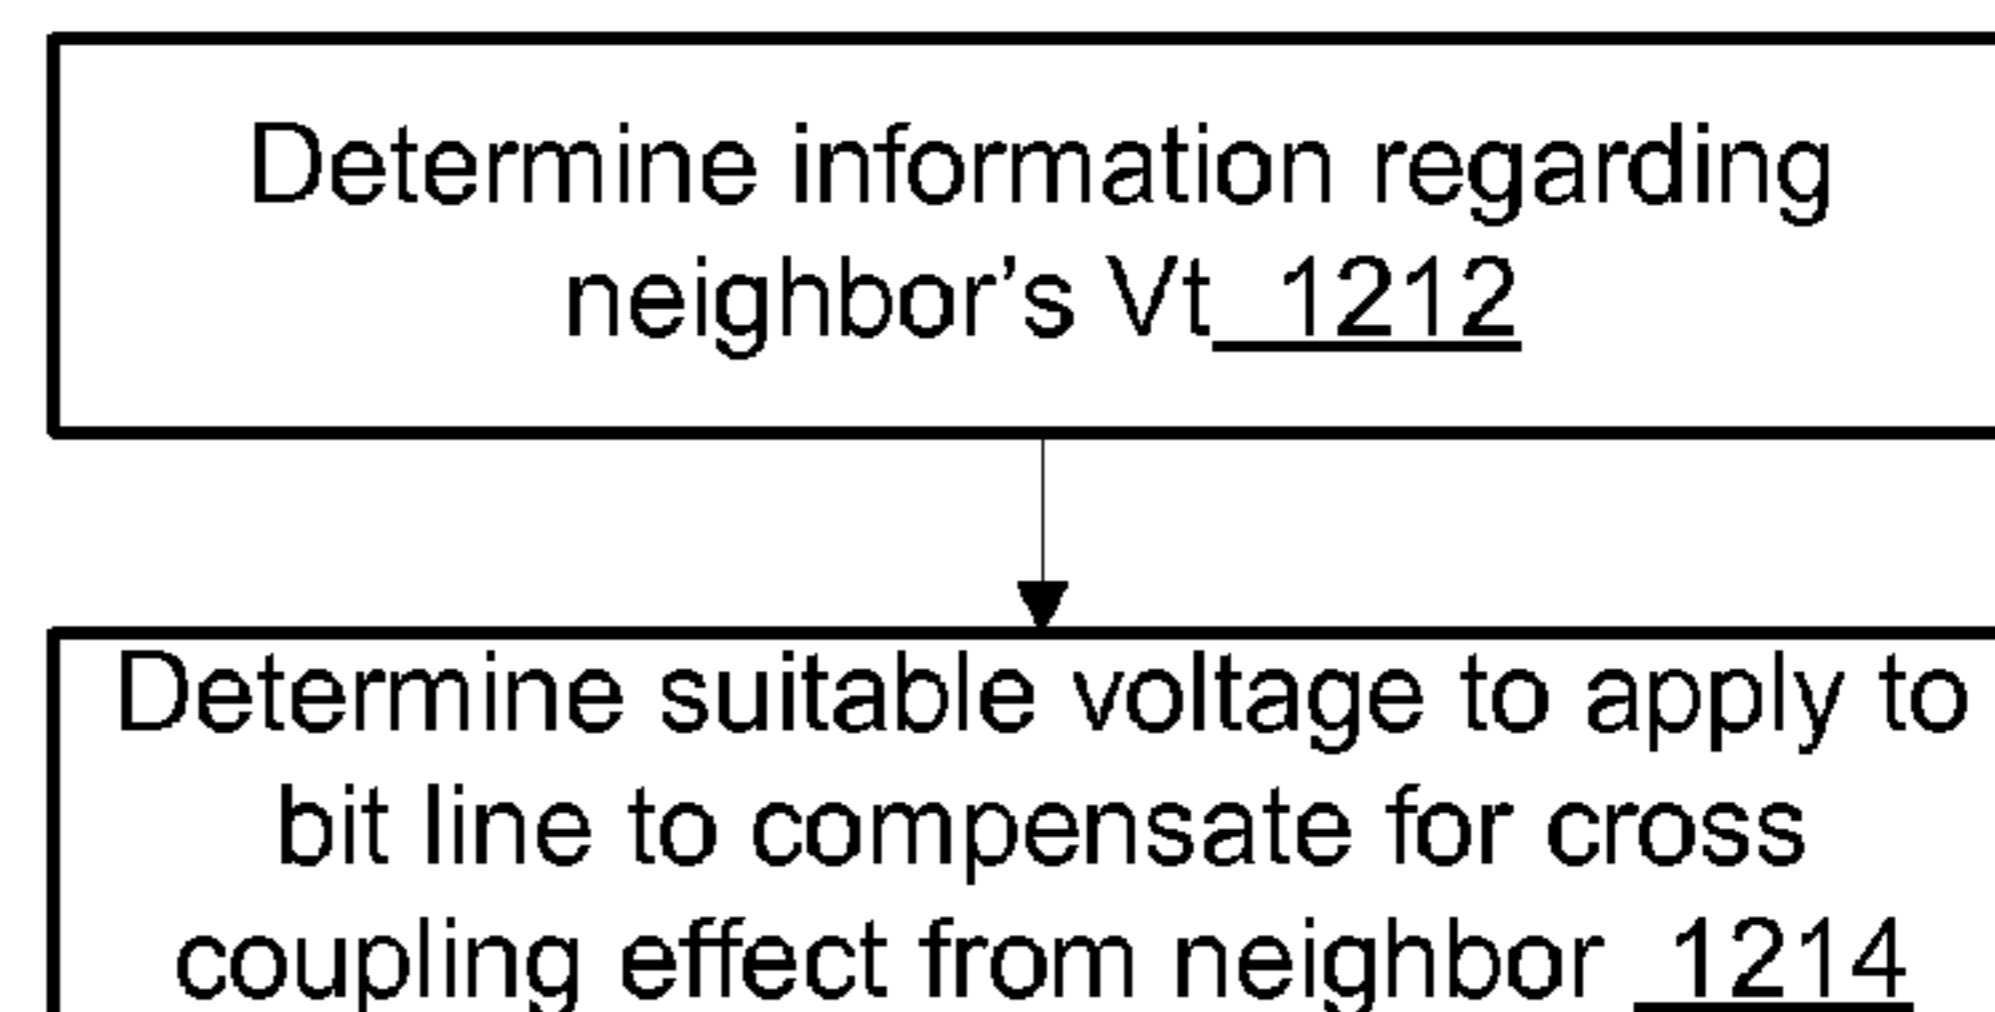 Determine information regarding
neighbor’s Vt 1212
Determine suitable voltage to apply to
bit line to compensate for cross
coupling effect from neighbor 1214